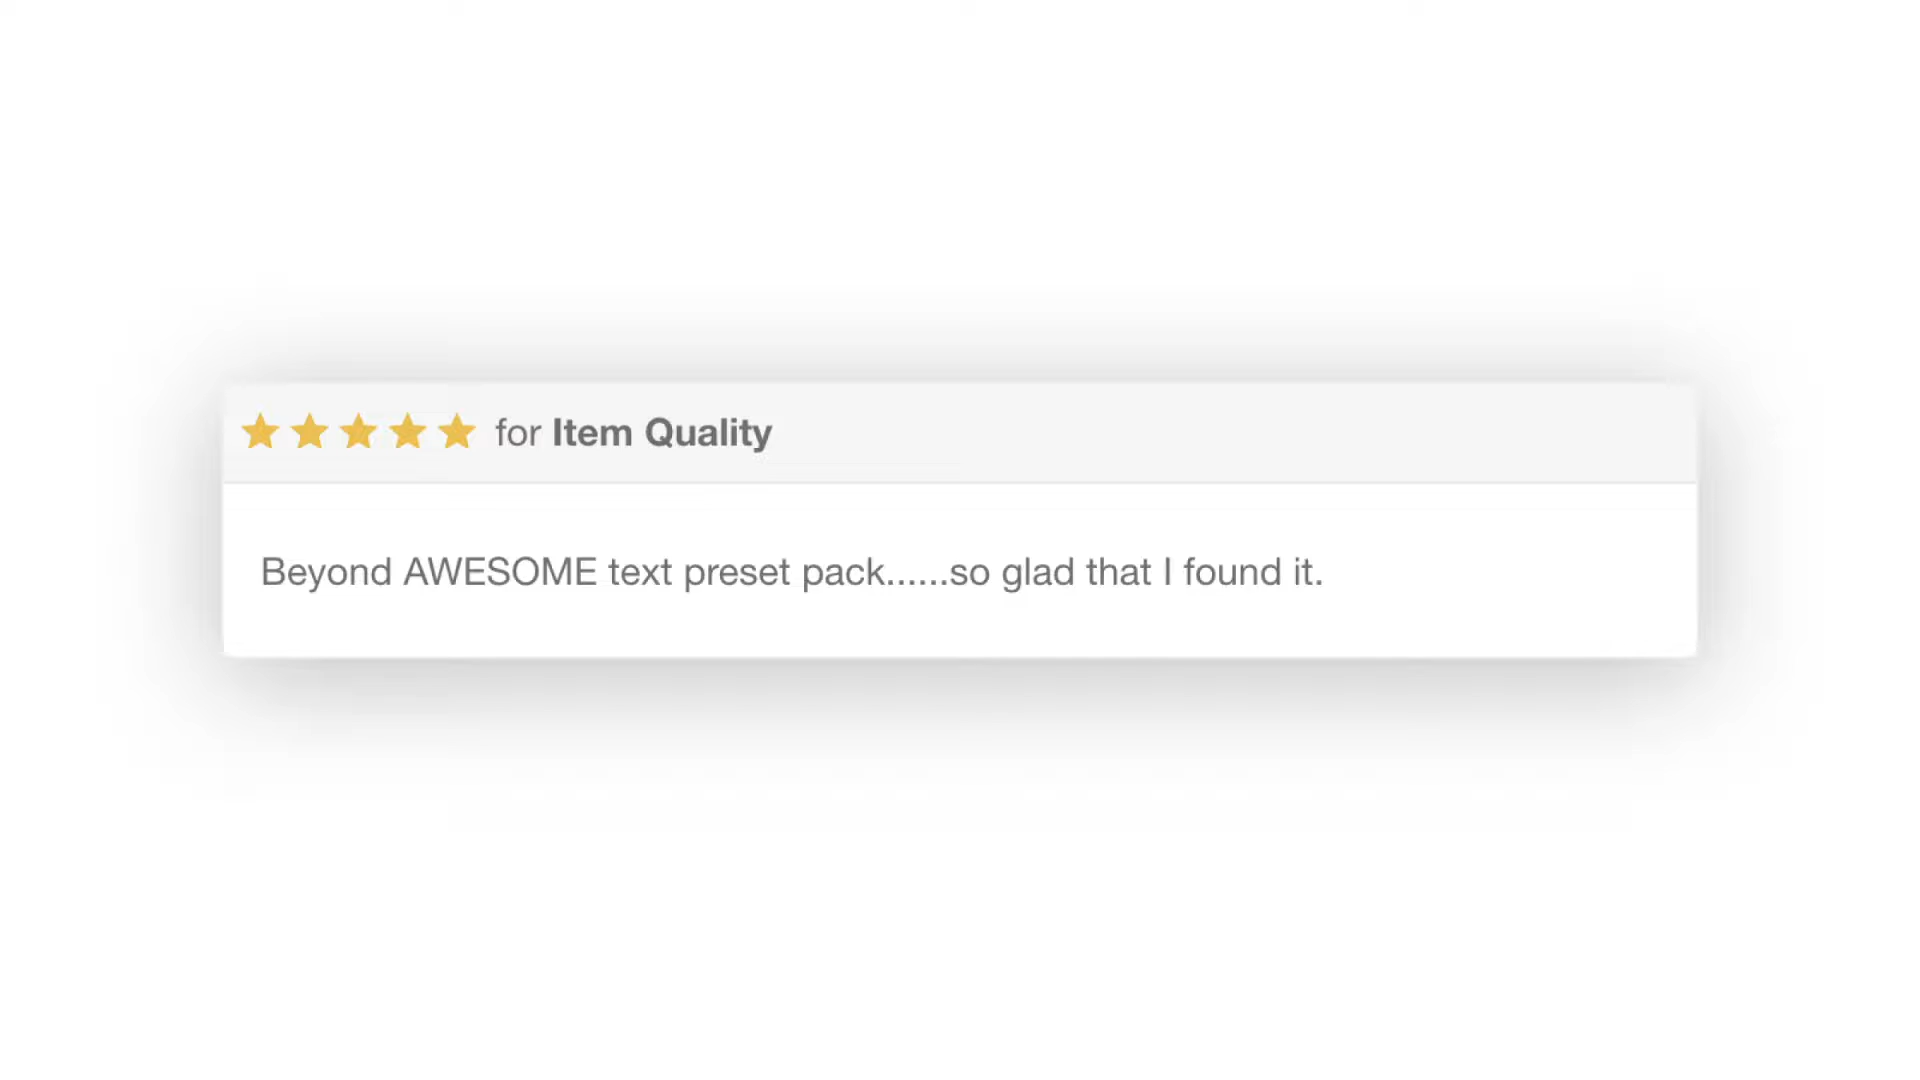 for Item Quality
Beyond AWESOME text preset pack......so glad that I found it.